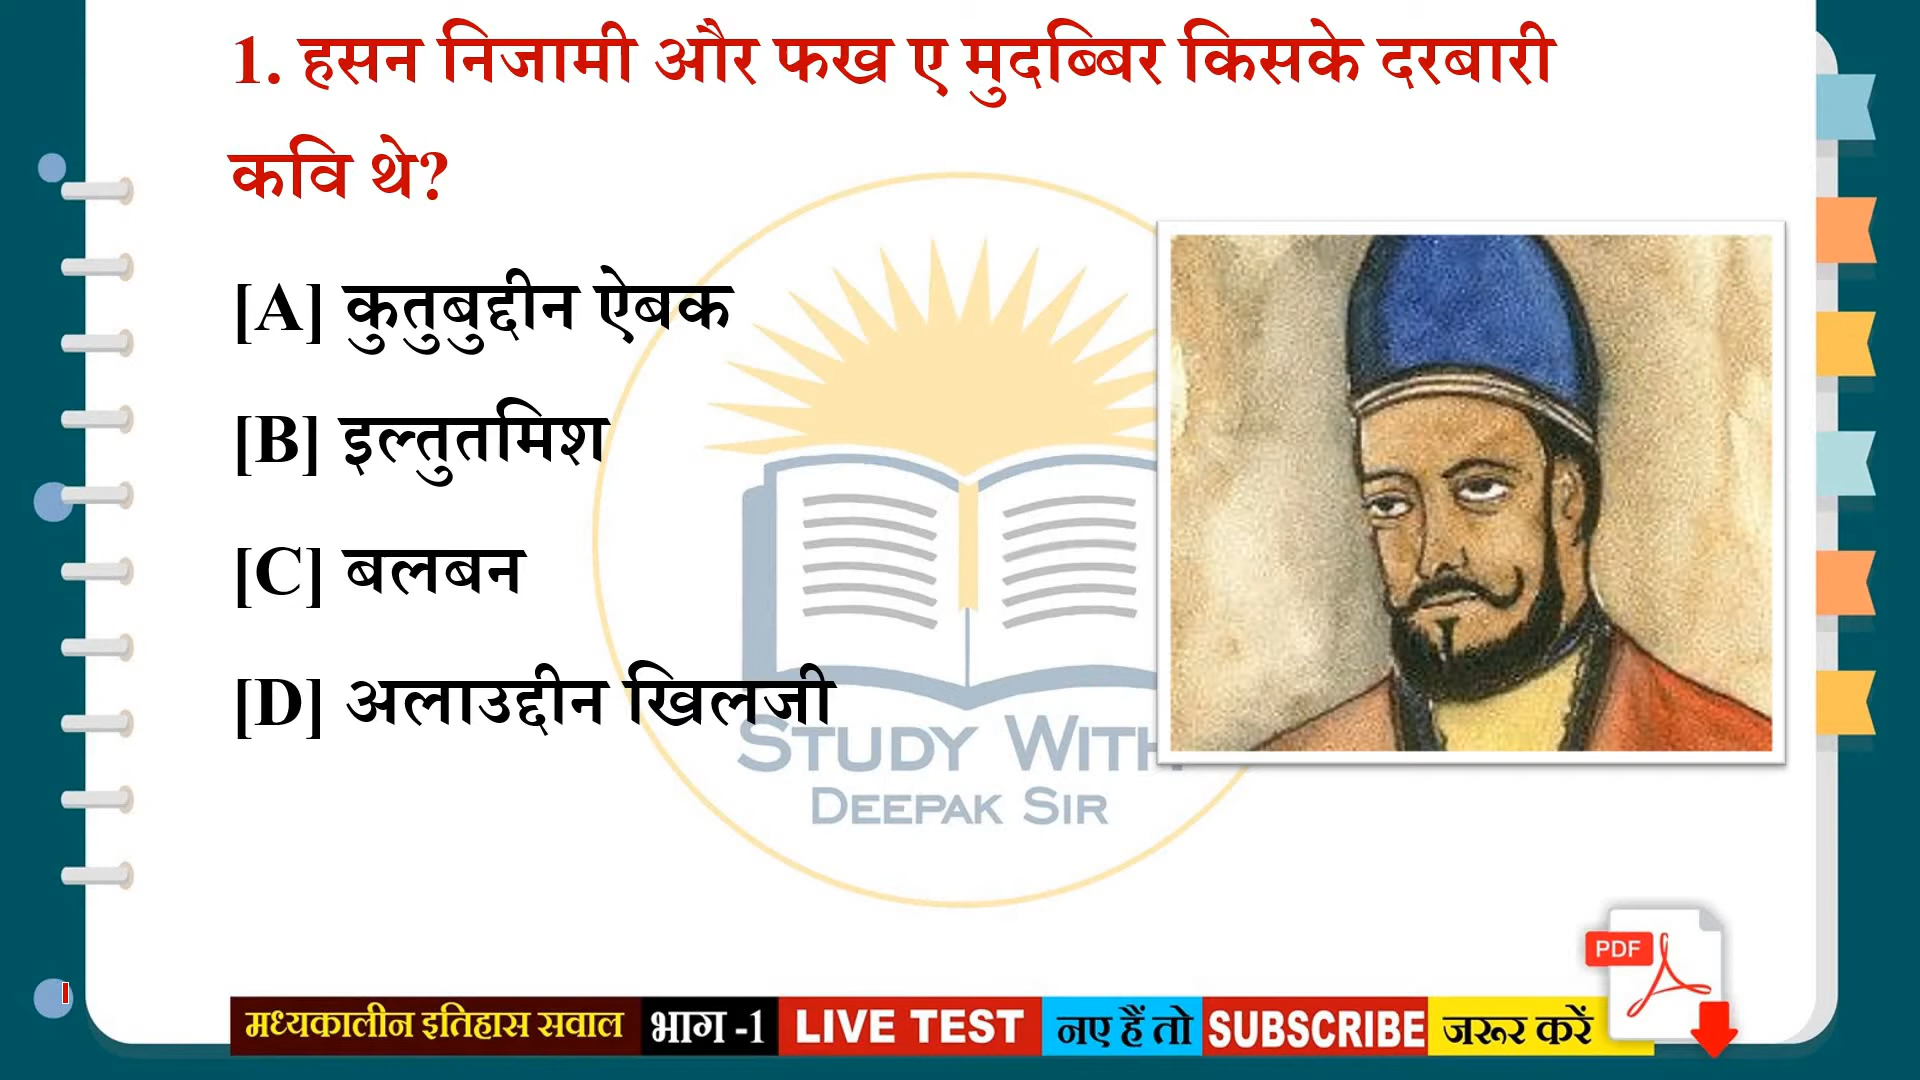 1. हसन निजामी और फख ए मुदब्बिर किसके दरबारी
कवि थे?
[A] कुतुबुद्दीन ऐबक
[B] इल्तुतमिश
[C] बलबन
[D] अलाउद्दीन खिलजी
STUDY WITH
DEEPAK SIR
PDF
मध्यकालीन इतिहास सवाल भाग -1 LIVE TEST नए हैं तो SUBSCRIBE जरूर करें